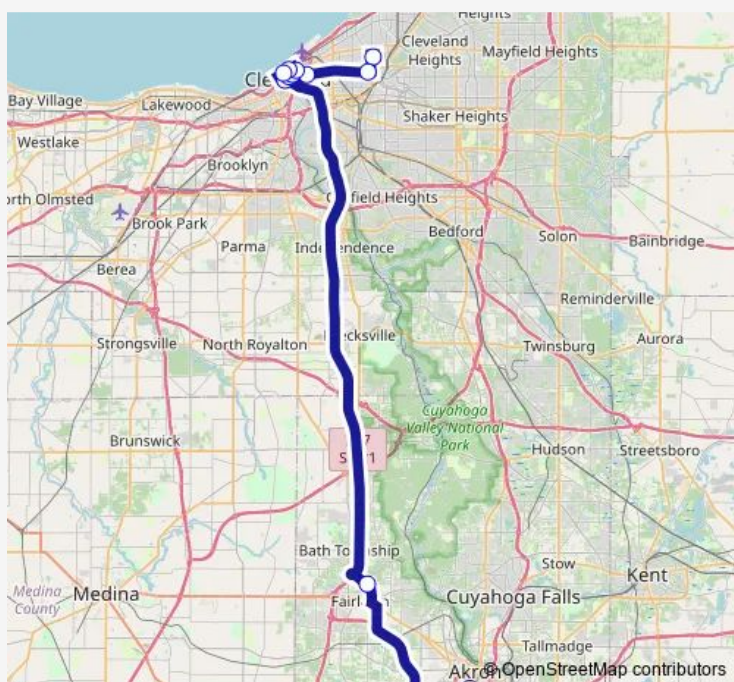 Heights
Cleveland
Heights
Mayfield Heights
Bay Village
Lakewood
Shaker Heights
Westlake
Brooklyn
Brook Park
Parma
Bedford
Solon
Bainbridge
Berea
Reminderville
Strongsville
North Royalton
Twinsburg
Aurora
Cuyahoga
Valley National
Park
Brunswick
Hudson
Streetsboro
Bath Township
Stow
Kent
Medina
Medina
County
Cuyahoga Falls
Tallmadge
Akron
© OpenStreetMap contributors